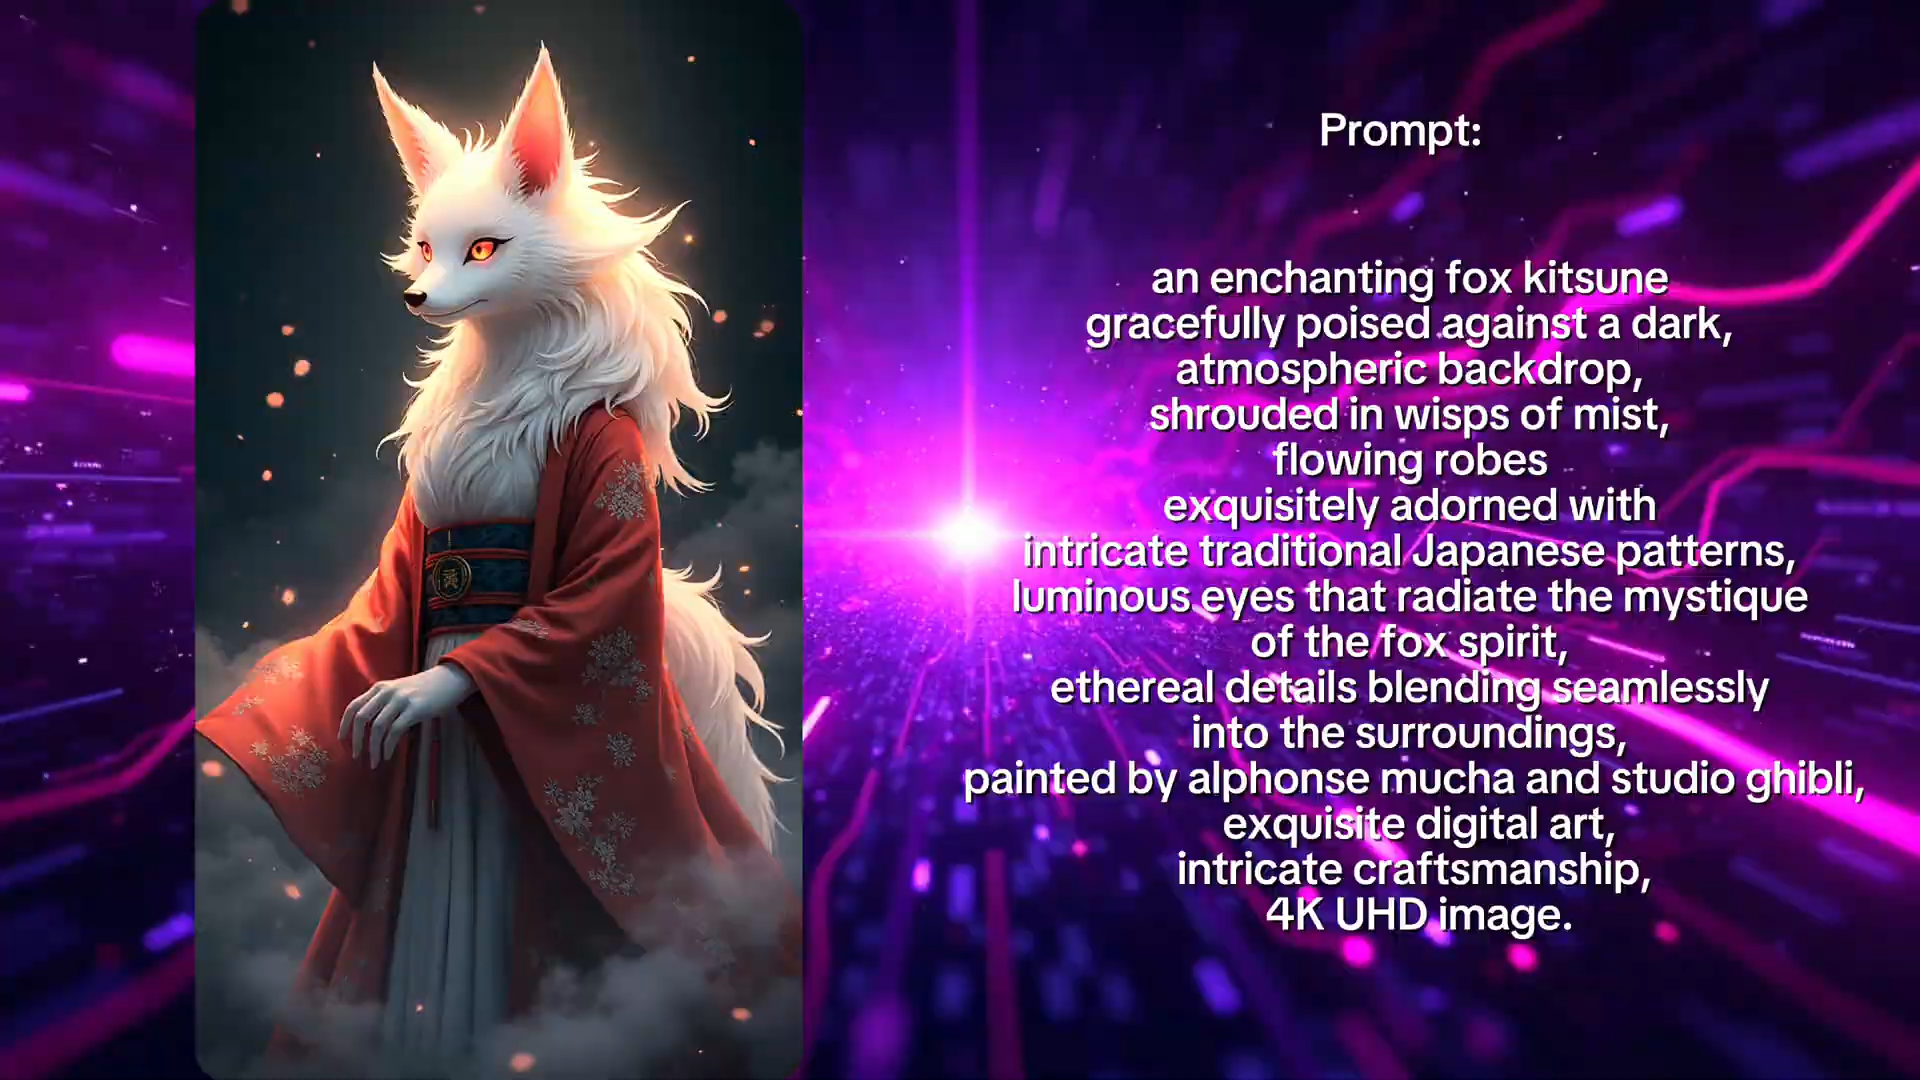 Prompt:
an enchanting fox kitsune
gracefully poised against a dark,
atmospheric backdrop,
shrouded in wisps of mist,
flowing robes
exquisitely adorned with
intricate traditional Japanese patterns,
luminous eyes that radiate the mystique
of the fox spirit,
ethereal details blending seamlessly
into the surroundings,
painted by alphonse mucha and studio ghibli,
exquisite digital art,
intricate craftsmanship,
4K UHD image.